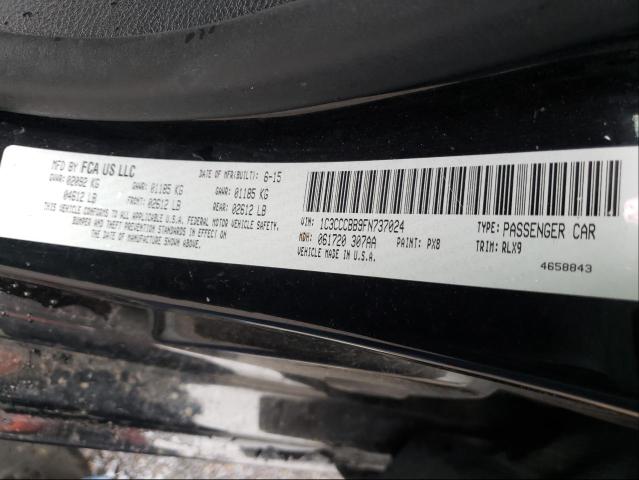 MFD BY FCA US LLC
DATE OF MFR(BUILT): 6-15
GVWR: 02092 KG
04612 LB
GAWR: 01185 KG
FRONT: 02612 LB
GAWR: 01185 KG
REAR: 02612 LB
THIS VEHICLE CONFORMS TO ALL APPLICABLE U.S.A. FEDERAL MOTOR VEHICLE SAFETY,
BUMPER AND THEFT PREVENTION STANDARDS IN EFFECT ON
THE DATE OF MANUFACTURE SHOWN ABOVE.
VIN: 1C3CCCBB9FN737024
TYPE: PASSENGER CAR
MDH: 061720 307AA
PAINT: PX8
TRIM: RLX9
VEHICLE MADE IN U.S.A.
4658843